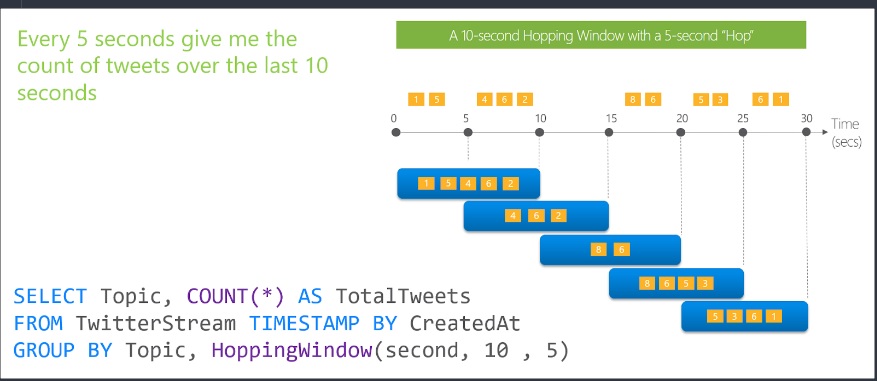 Every 5 seconds give me the
count of tweets over the last 10
seconds
A 10-second Hopping Window with a 5-second "Hop"
1 5 4 6 2 8 6 5 3 6 1
0 5 10 15 20 25 30
Time
(secs)
1 5 4 6 2
4 6 2
8 6
8 6 5 3
5 3 6 1
SELECT Topic, COUNT(*) AS TotalTweets
FROM TwitterStream TIMESTAMP BY CreatedAt
GROUP BY Topic, HoppingWindow(second, 10 , 5)